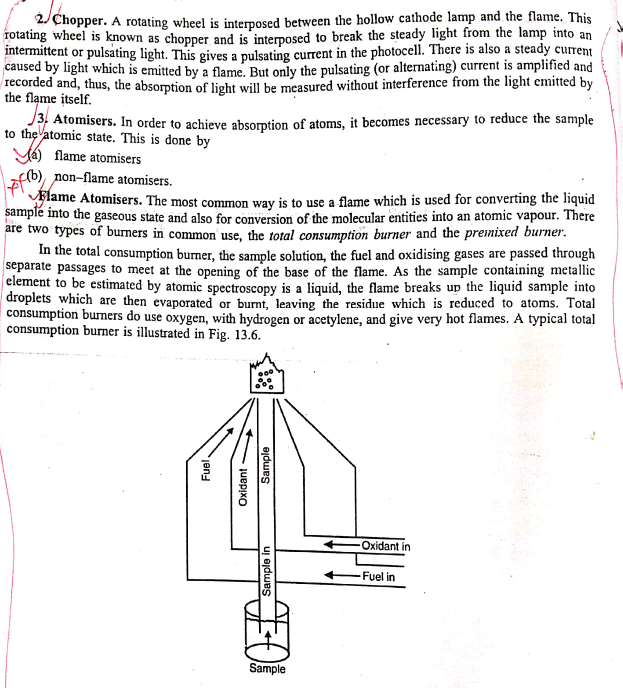 2. Chopper. A rotating wheel is interposed between the hollow cathode lamp and the flame. This
rotating wheel is known as chopper and is interposed to break the steady light from the lamp into an
intermittent or pulsating light. This gives a pulsating current in the photocell. There is also a steady current
caused by light which is emitted by a flame. But only the pulsating (or alternating) current is amplified and
recorded and, thus, the absorption of light will be measured without interference from the light emitted by
the flame itself.
3. Atomisers. In order to achieve absorption of atoms, it becomes necessary to reduce the sample
to the atomic state. This is done by
(a) flame atomisers
(b) non-flame atomisers.
Flame Atomisers. The most common way is to use a flame which is used for converting the liquid
sample into the gaseous state and also for conversion of the molecular entities into an atomic vapour. There
are two types of burners in common use, the total consumption burner and the premixed burner.
In the total consumption burner, the sample solution, the fuel and oxidising gases are passed through
separate passages to meet at the opening of the base of the flame. As the sample containing metallic
element to be estimated by atomic spectroscopy is a liquid, the flame breaks up the liquid sample into
droplets which are then evaporated or burnt, leaving the residue which is reduced to atoms. Total
consumption burners do use oxygen, with hydrogen or acetylene, and give very hot flames. A typical total
consumption burner is illustrated in Fig. 13.6.
Fuel
Oxidant
Sample
Oxidant in
Sample in
Fuel in
Sample